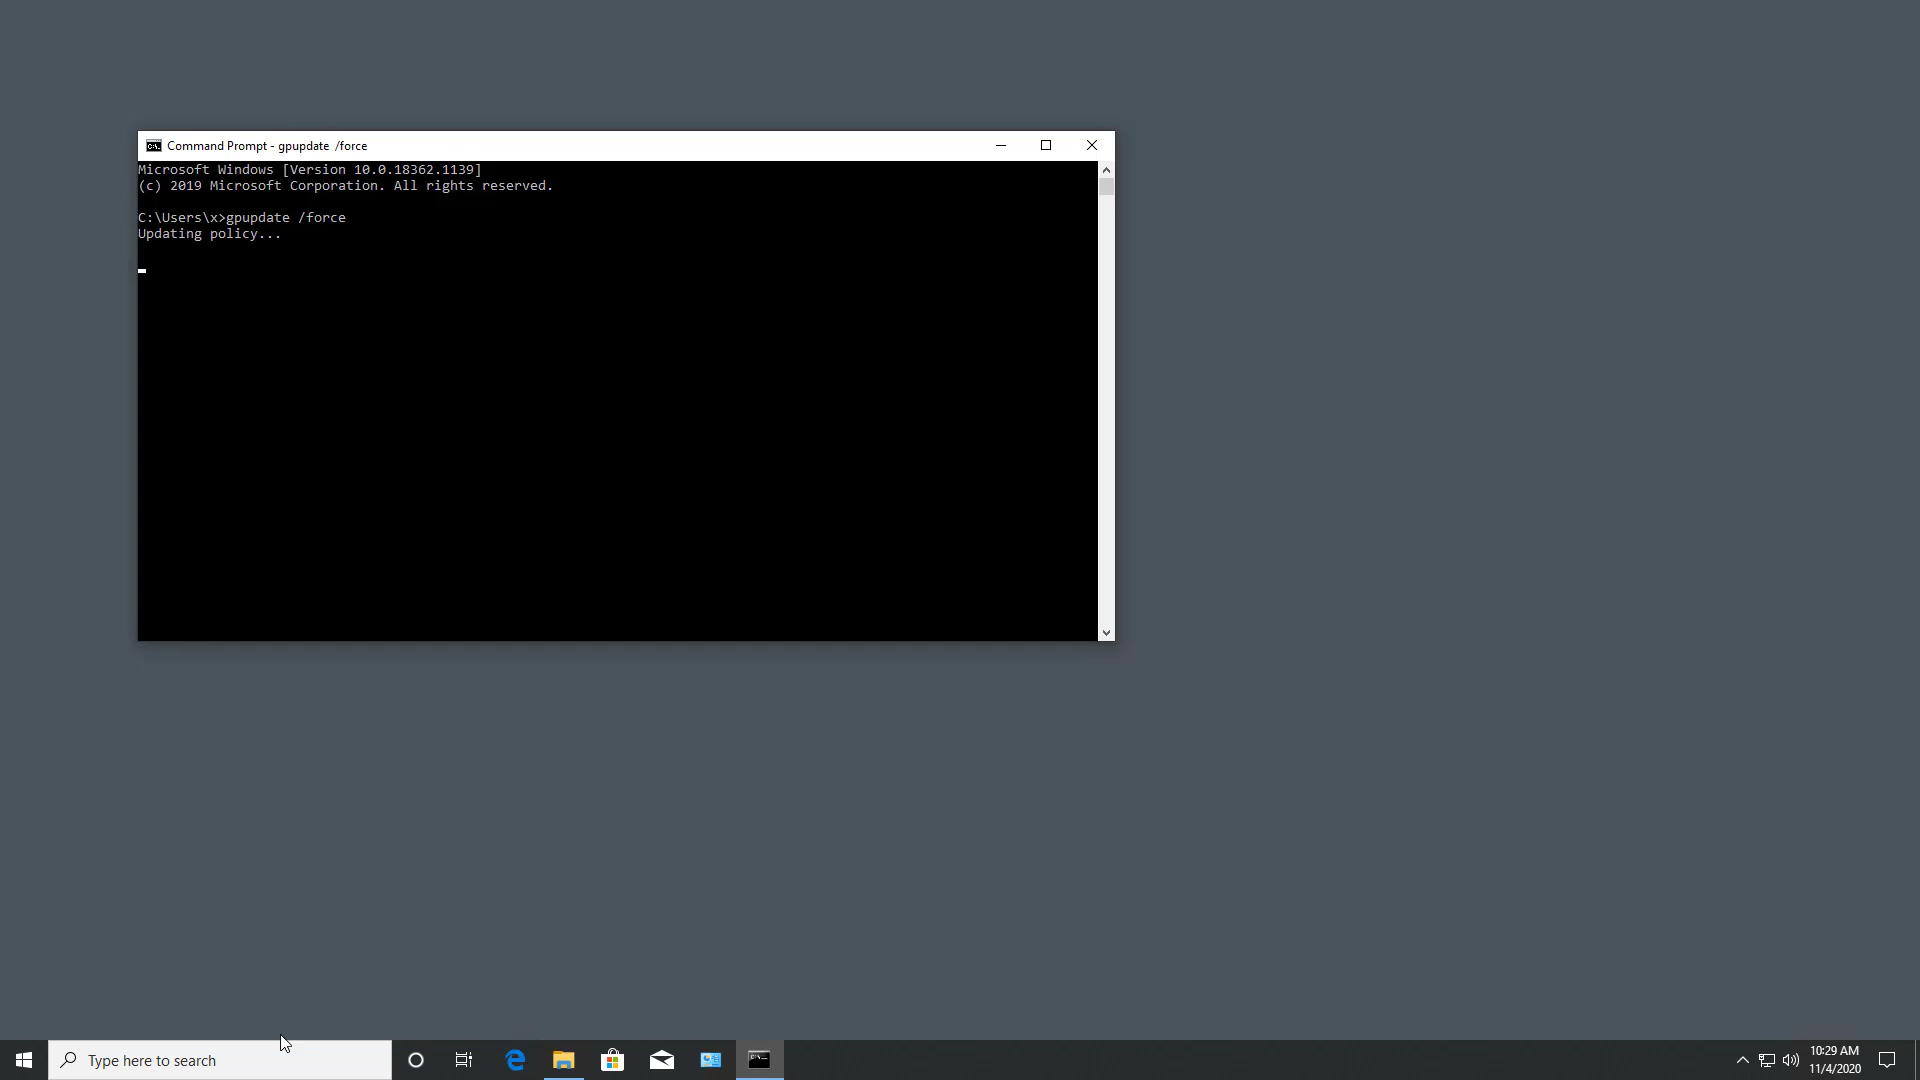 Command Prompt - gpupdate /force
Microsoft Windows [Version 10.0.18362.1139]
(c) 2019 Microsoft Corporation. All rights reserved.
C:\Users\x>gpupdate /force
Updating policy...
Type here to search
10:29 AM
11/4/2020